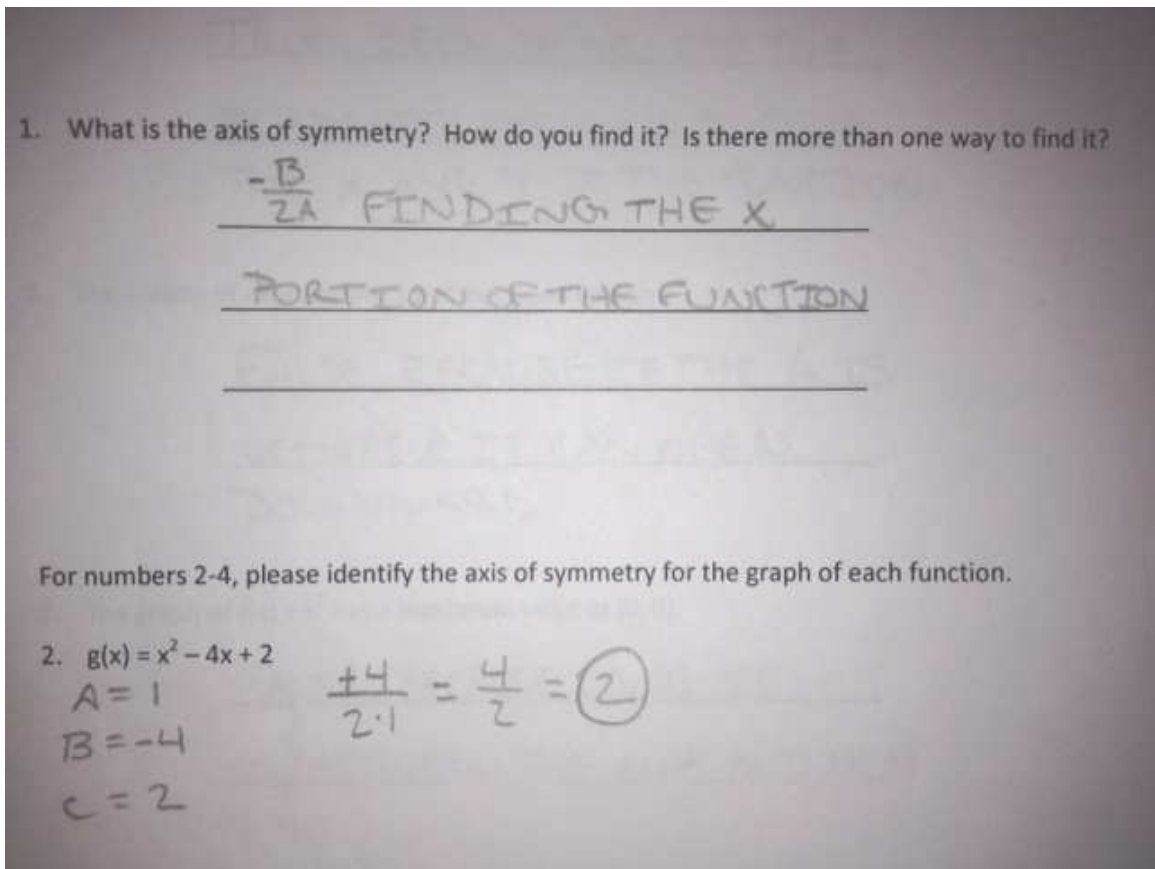 1. What is the axis of symmetry? How do you find it? Is there more than one way to find it?
-B
2A FINDING THE X
PORTION OF THE FUNCTION
For numbers 2-4, please identify the axis of symmetry for the graph of each function.
2. g(x) = x² – 4x + 2
A = 1
B = -4
C = 2
+4/2·1 = 4/2 = 2